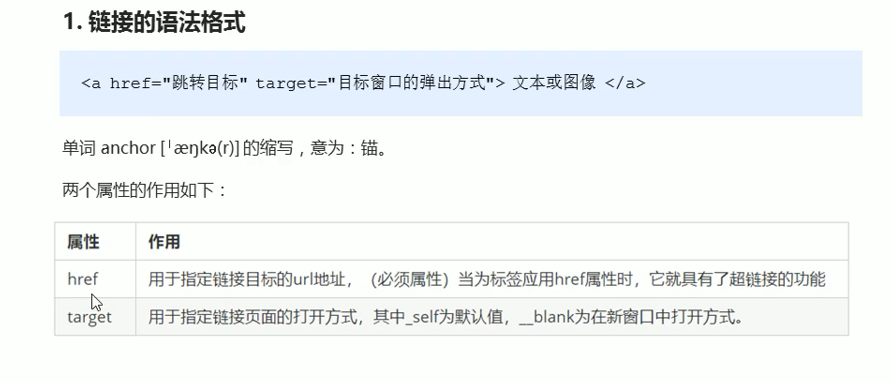 1. 链接的语法格式
<a href="跳转目标" target="目标窗口的弹出方式"> 文本或图像 </a>
单词 anchor [ˈæŋkə(r)] 的缩写，意为：锚。
两个属性的作用如下：
属性 作用
href 用于指定链接目标的url地址，（必须属性）当为标签应用href属性时，它就具有了超链接的功能
target 用于指定链接页面的打开方式，其中_self为默认值，__blank为在新窗口中打开方式。